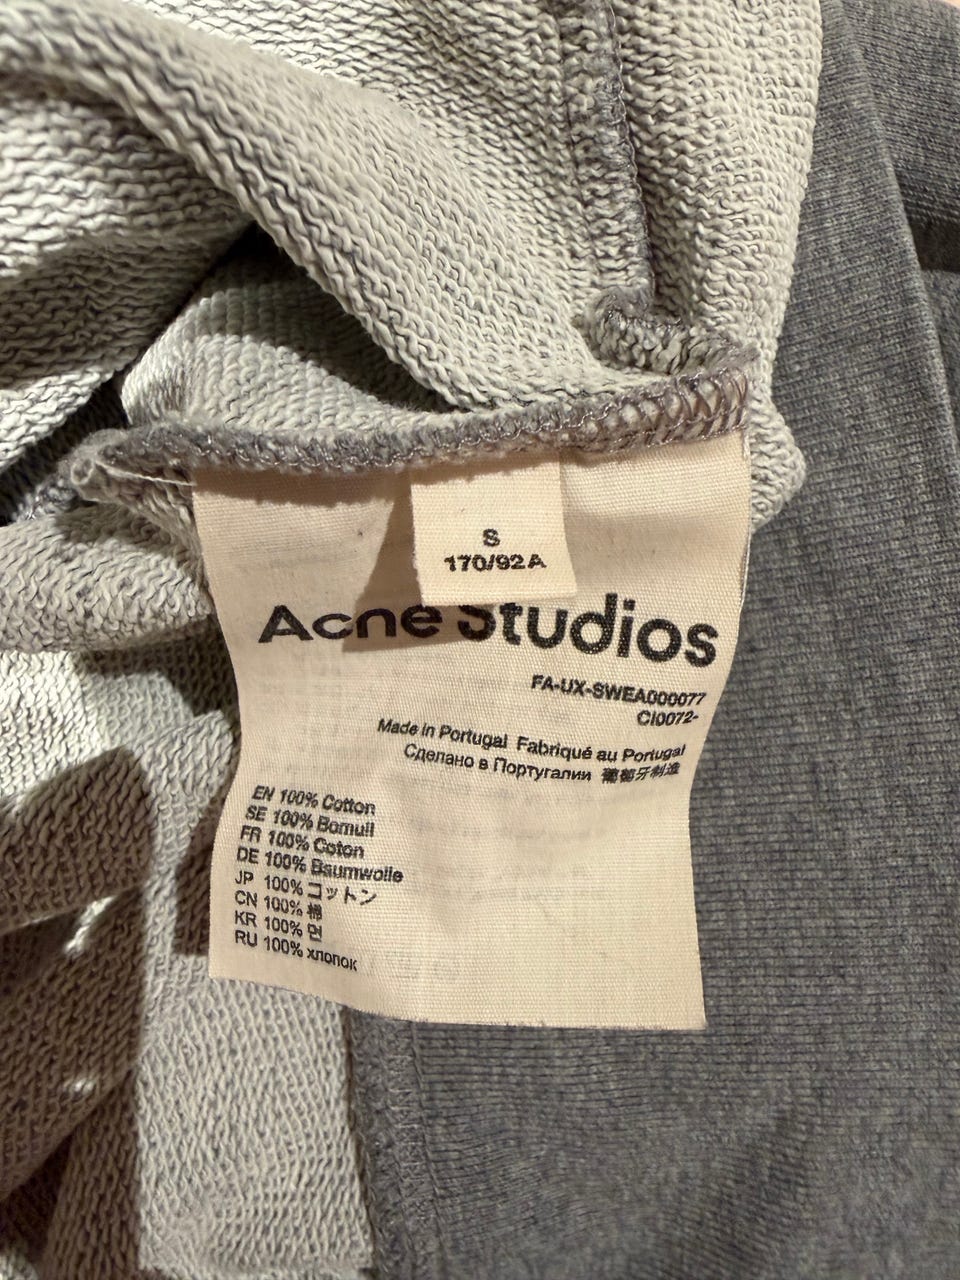 S
170/92A
Acne Studios
FA-UX-SWEA000077
CI0072-
Made in Portugal Fabriqué au Portugal
Сделано в Португалии 葡萄牙制造
EN 100% Cotton
SE 100% Bomull
FR 100% Coton
DE 100% Baumwolle
JP 100% コットン
CN 100% 棉
KR 100% 면
RU 100% хлопок